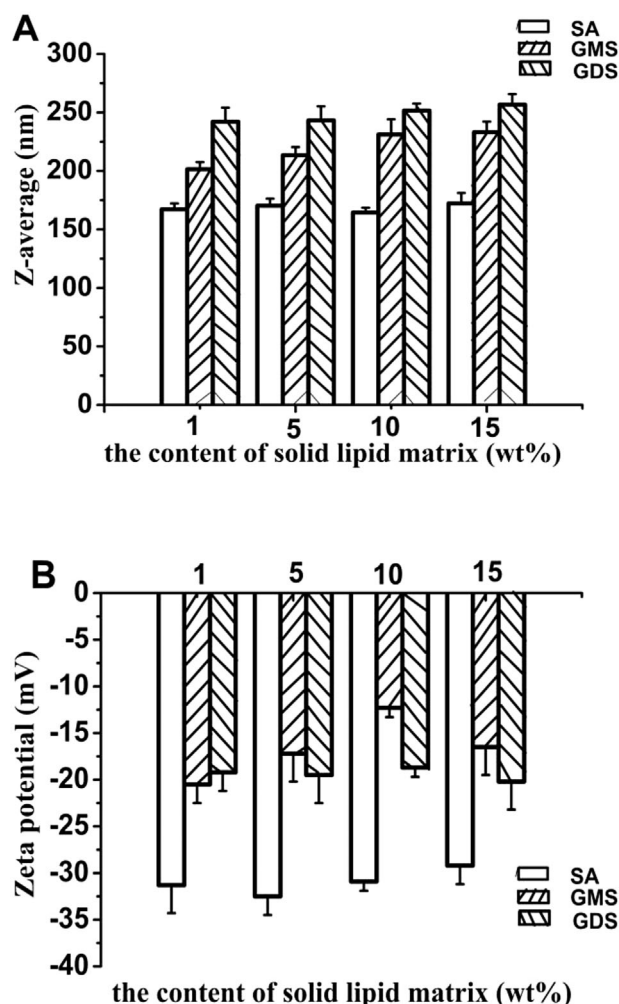 A
SA
GMS
GDS
300
250
200
150
100
50
0
Z-average (nm)
1 5 10 15
the content of solid lipid matrix (wt%)
B
1 5 10 15
0
-5
-10
-15
-20
-25
-30
-35
-40
Zeta potential (mV)
SA
GMS
GDS
the content of solid lipid matrix (wt%)